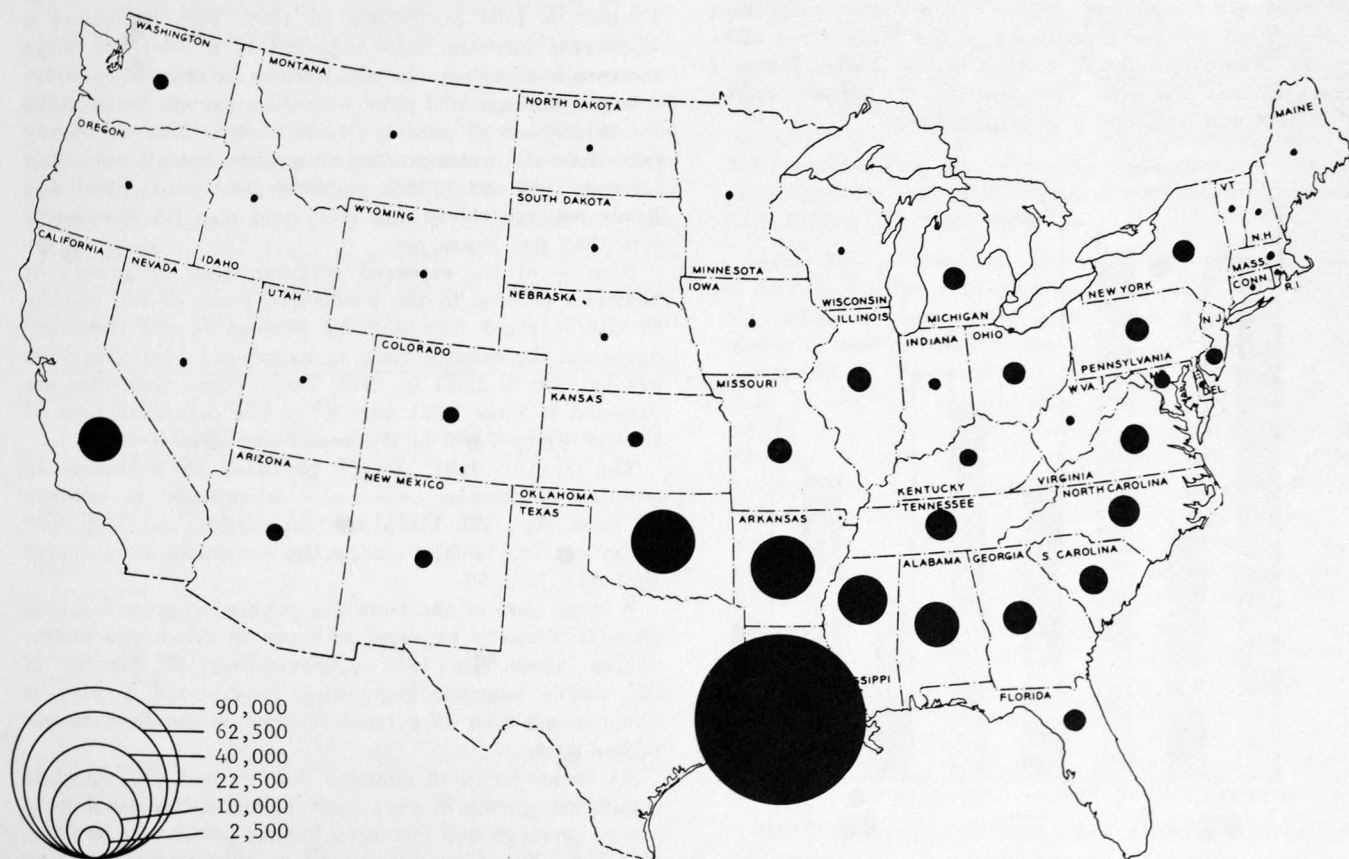 WASHINGTON
MONTANA
NORTH DAKOTA
MAINE
OREGON
SOUTH DAKOTA
VT.
WYOMING
CALIFORNIA
NEVADA
IDAHO
N.H.
MINNESOTA
MASS.
CONN.
R.I.
UTAH
NEBRASKA
IOWA
WISCONSIN
MICHIGAN
NEW YORK
ILLINOIS
N.J.
COLORADO
INDIANA
OHIO
PENNSYLVANIA
MISSOURI
W.VA.
DEL.
KANSAS
ARIZONA
NEW MEXICO
OKLAHOMA
KENTUCKY
VIRGINIA
TEXAS
TENNESSEE
NORTH CAROLINA
ARKANSAS
ALABAMA
GEORGIA
S. CAROLINA
SSIPPI
FLORIDA
90,000
62,500
40,000
22,500
10,000
2,500